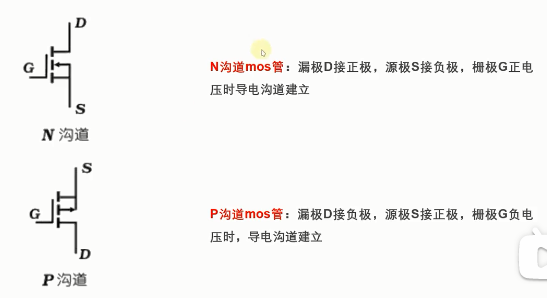 D
G
S
N 沟道
N沟道mos管：漏极D接正极，源极S接负极，栅极G正电
压时导电沟道建立
S
G
D
P 沟道
P沟道mos管：漏极D接负极，源极S接正极，栅极G负电
压时，导电沟道建立